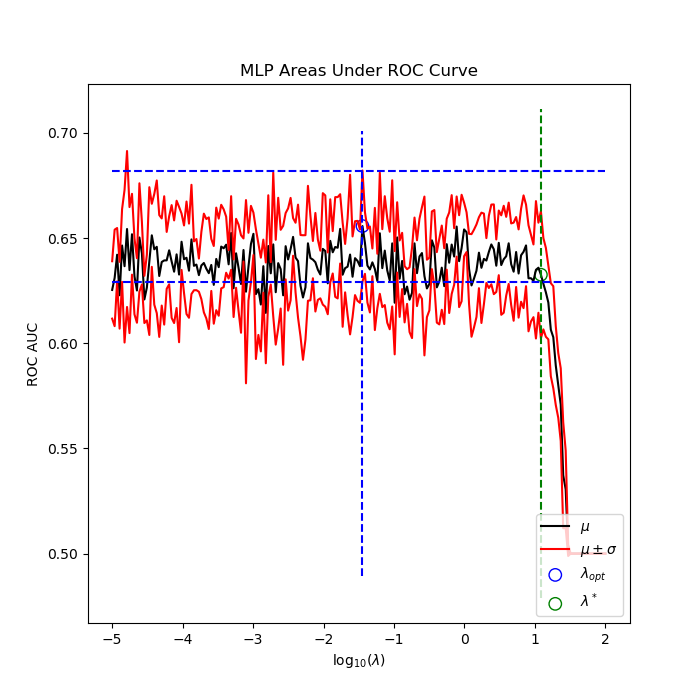 MLP Areas Under ROC Curve
ROC AUC
0.70
0.65
0.60
0.55
0.50
μ
μ ± σ
λ_opt
λ*
−5 −4 −3 −2 −1 0 1 2
log₁₀(λ)